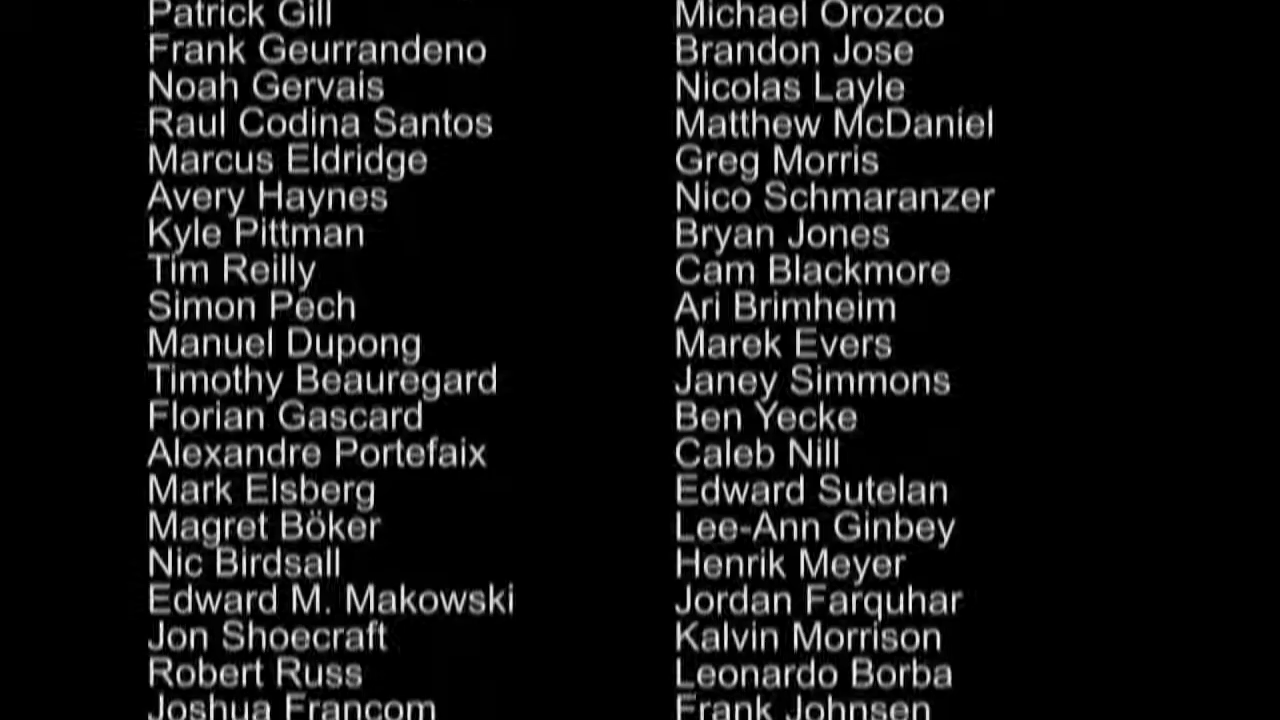 Patrick Gill
Frank Geurrandeno
Noah Gervais
Raul Codina Santos
Marcus Eldridge
Avery Haynes
Kyle Pittman
Tim Reilly
Simon Pech
Manuel Dupong
Timothy Beauregard
Florian Gascard
Alexandre Portefaix
Mark Elsberg
Magret Böker
Nic Birdsall
Edward M. Makowski
Jon Shoecraft
Robert Russ
Joshua Francom
Michael Orozco
Brandon Jose
Nicolas Layle
Matthew McDaniel
Greg Morris
Nico Schmaranzer
Bryan Jones
Cam Blackmore
Ari Brimheim
Marek Evers
Janey Simmons
Ben Yecke
Caleb Nill
Edward Sutelan
Lee-Ann Ginbey
Henrik Meyer
Jordan Farquhar
Kalvin Morrison
Leonardo Borba
Frank Johnsen